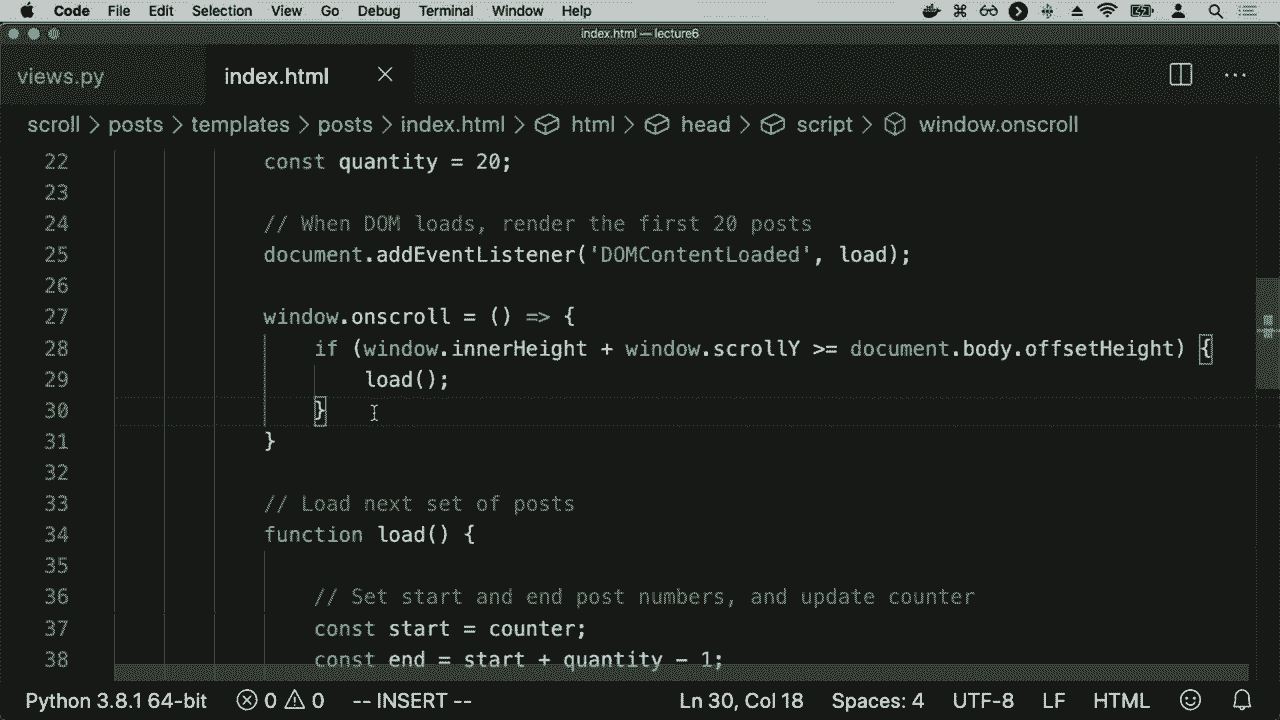 Code File Edit Selection View Go Debug Terminal Window Help
index.html — lecture6
views.py index.html
scroll > posts > templates > posts > index.html > html > head > script > window.onscroll
22 const quantity = 20;
23
24 // When DOM loads, render the first 20 posts
25 document.addEventListener('DOMContentLoaded', load);
26
27 window.onscroll = () => {
28 if (window.innerHeight + window.scrollY >= document.body.offsetHeight) {
29 load();
30 }
31 }
32
33 // Load next set of posts
34 function load() {
35
36 // Set start and end post numbers, and update counter
37 const start = counter;
38 const end = start + quantity - 1;
Python 3.8.1 64-bit 0 0 -- INSERT -- Ln 30, Col 18 Spaces: 4 UTF-8 LF HTML